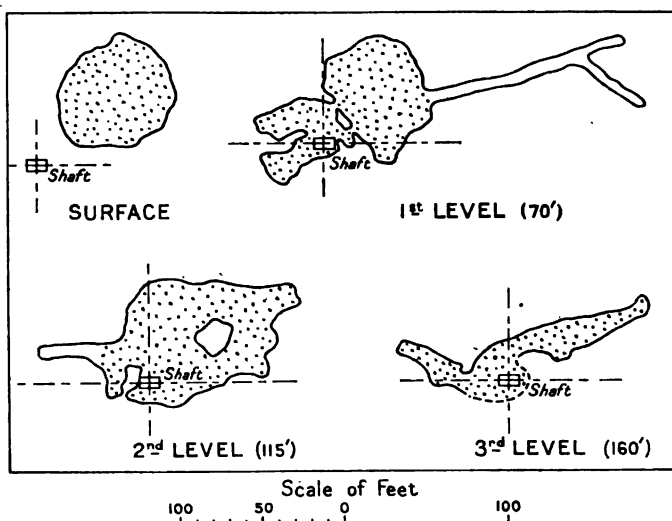 Shaft
SURFACE
Shaft
1st LEVEL (70')
Shaft
2nd LEVEL (115')
Shaft
3rd LEVEL (160')
Scale of Feet
100 50 0 100